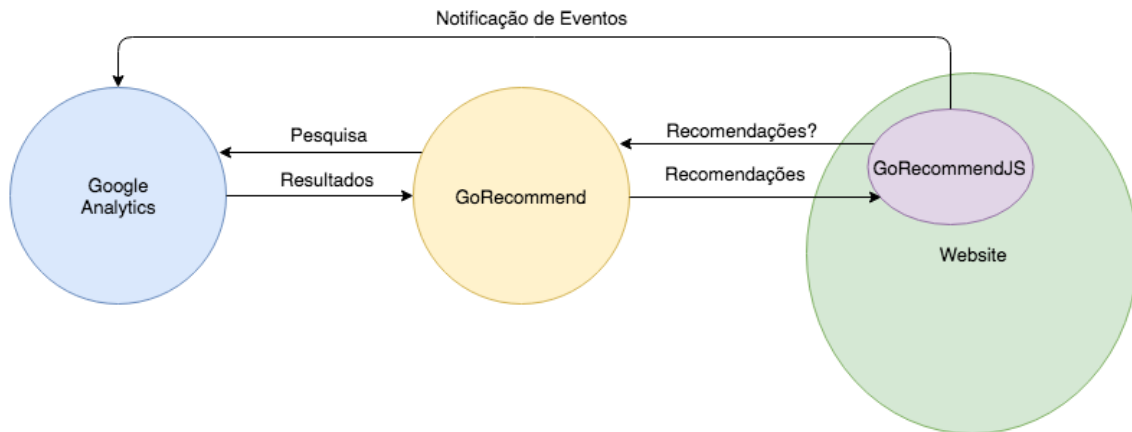 Notificação de Eventos
Pesquisa
Recomendações?
Google
Analytics
Resultados
GoRecommend
Recomendações
GoRecommendJS
Website